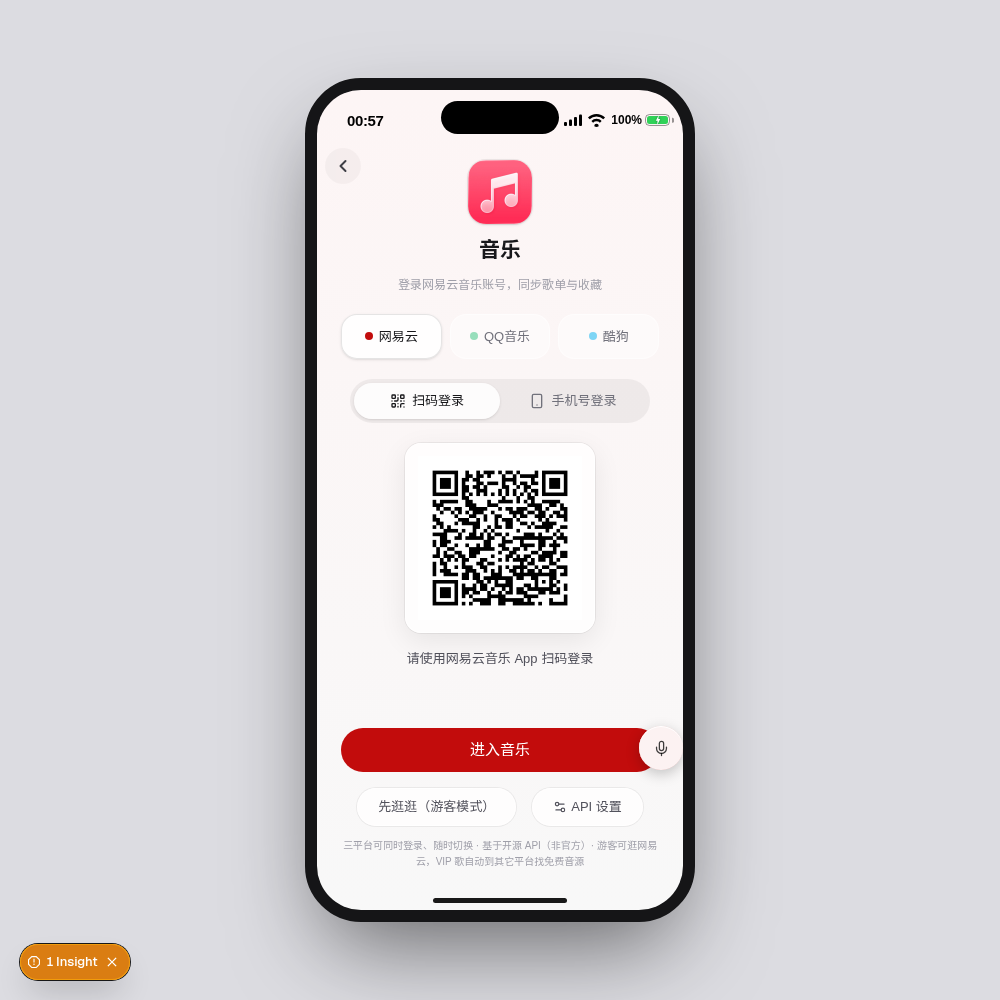 00:57
100%
音乐
登录网易云音乐账号，同步歌单与收藏
网易云
QQ音乐
酷狗
扫码登录
手机号登录
请使用网易云音乐 App 扫码登录
进入音乐
先逛逛（游客模式）
API 设置
三平台可同时登录、随时切换 · 基于开源 API（非官方）· 游客可逛网易
云，VIP 歌自动到其它平台找免费音源
1 Insight